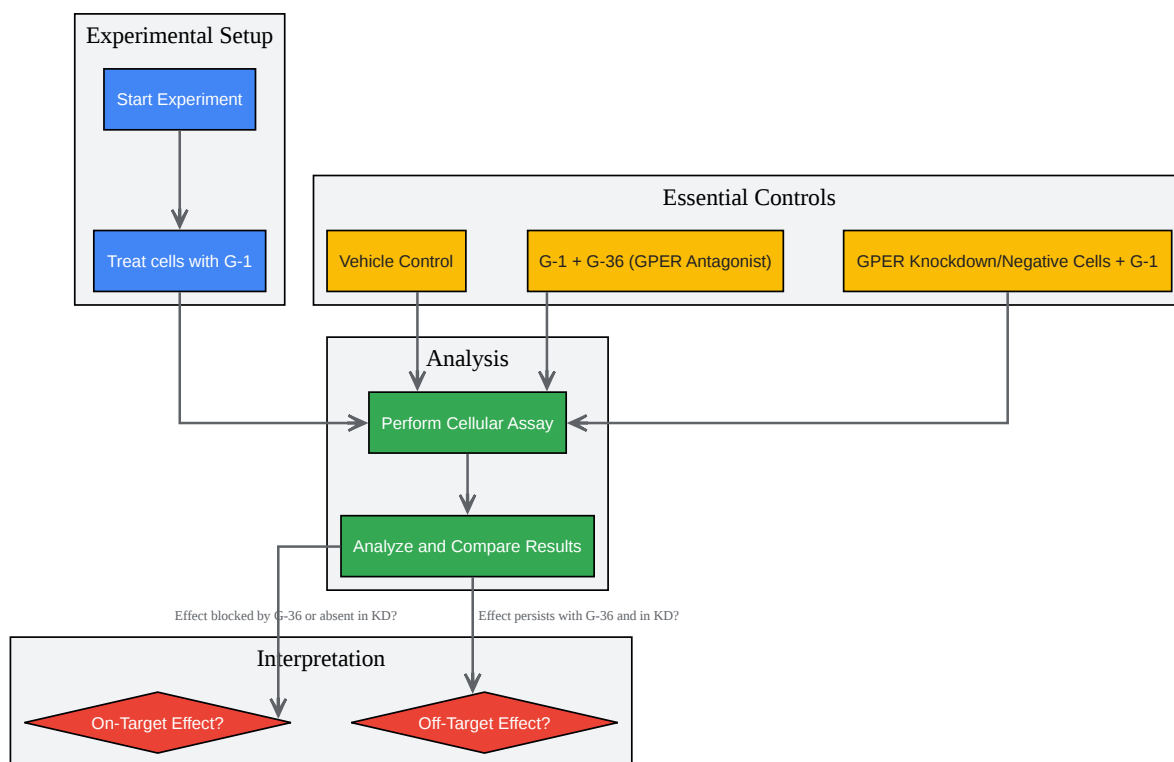 Experimental Setup
Start Experiment
Treat cells with G-1
Essential Controls
Vehicle Control
G-1 + G-36 (GPER Antagonist)
GPER Knockdown/Negative Cells + G-1
Analysis
Perform Cellular Assay
Analyze and Compare Results
Effect blocked by G-36 or absent in KD?
Effect persists with G-36 and in KD?
Interpretation
On-Target Effect?
Off-Target Effect?